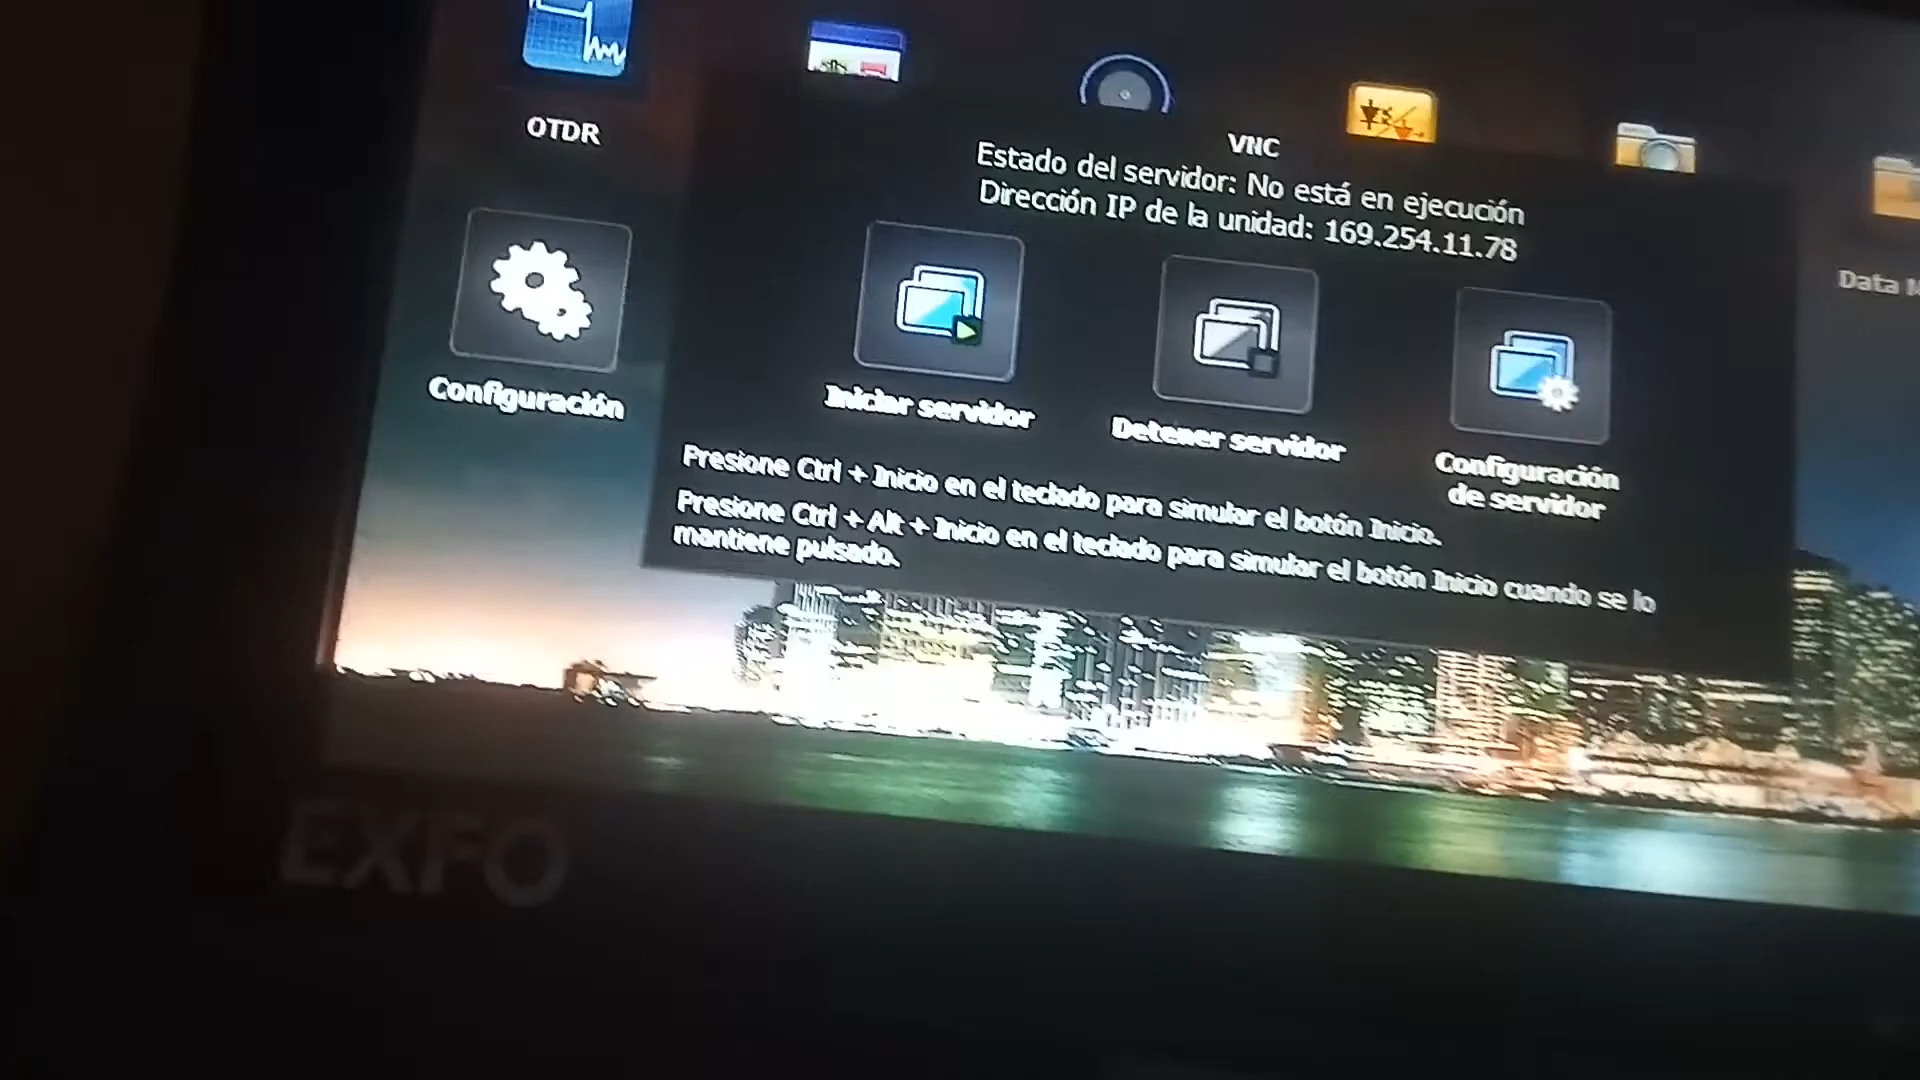 OTDR
VNC
Estado del servidor: No está en ejecución
Dirección IP de la unidad: 169.254.11.78
Data
Configuración
Iniciar servidor
Detener servidor
Configuración
de servidor
Presione Ctrl + Inicio en el teclado para simular el botón Inicio.
Presione Ctrl + Alt + Inicio en el teclado para simular el botón Inicio cuando se lo
mantiene pulsado.
EXFO